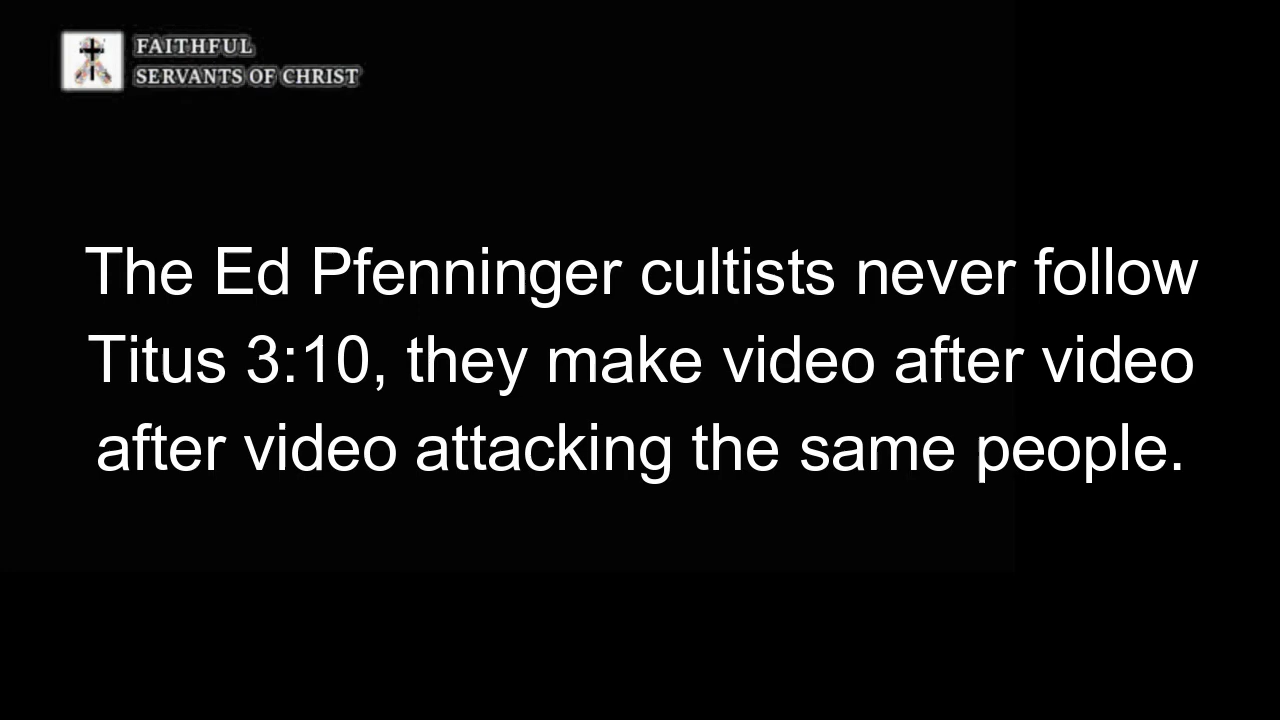 FAITHFUL
SERVANTS OF CHRIST
The Ed Pfenninger cultists never follow
Titus 3:10, they make video after video
after video attacking the same people.